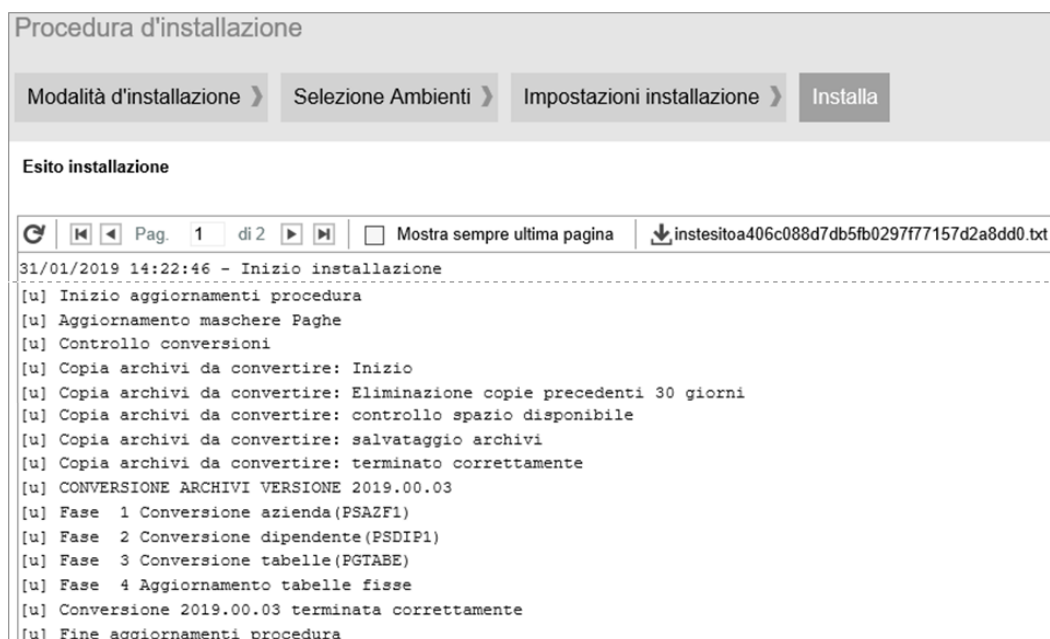 Procedura d'installazione
Modalità d'installazione ❯ Selezione Ambienti ❯ Impostazioni installazione ❯ Installa
Esito installazione
Pag. 1 di 2 Mostra sempre ultima pagina instesitoa406c088d7db5fb0297f77157d2a8dd0.txt
31/01/2019 14:22:46 - Inizio installazione
[u] Inizio aggiornamenti procedura
[u] Aggiornamento maschere Paghe
[u] Controllo conversioni
[u] Copia archivi da convertire: Inizio
[u] Copia archivi da convertire: Eliminazione copie precedenti 30 giorni
[u] Copia archivi da convertire: controllo spazio disponibile
[u] Copia archivi da convertire: salvataggio archivi
[u] Copia archivi da convertire: terminato correttamente
[u] CONVERSIONE ARCHIVI VERSIONE 2019.00.03
[u] Fase  1 Conversione azienda(PSAZF1)
[u] Fase  2 Conversione dipendente(PSDIP1)
[u] Fase  3 Conversione tabelle(PGTABE)
[u] Fase  4 Aggiornamento tabelle fisse
[u] Conversione 2019.00.03 terminata correttamente
[u] Fine aggiornamenti procedura